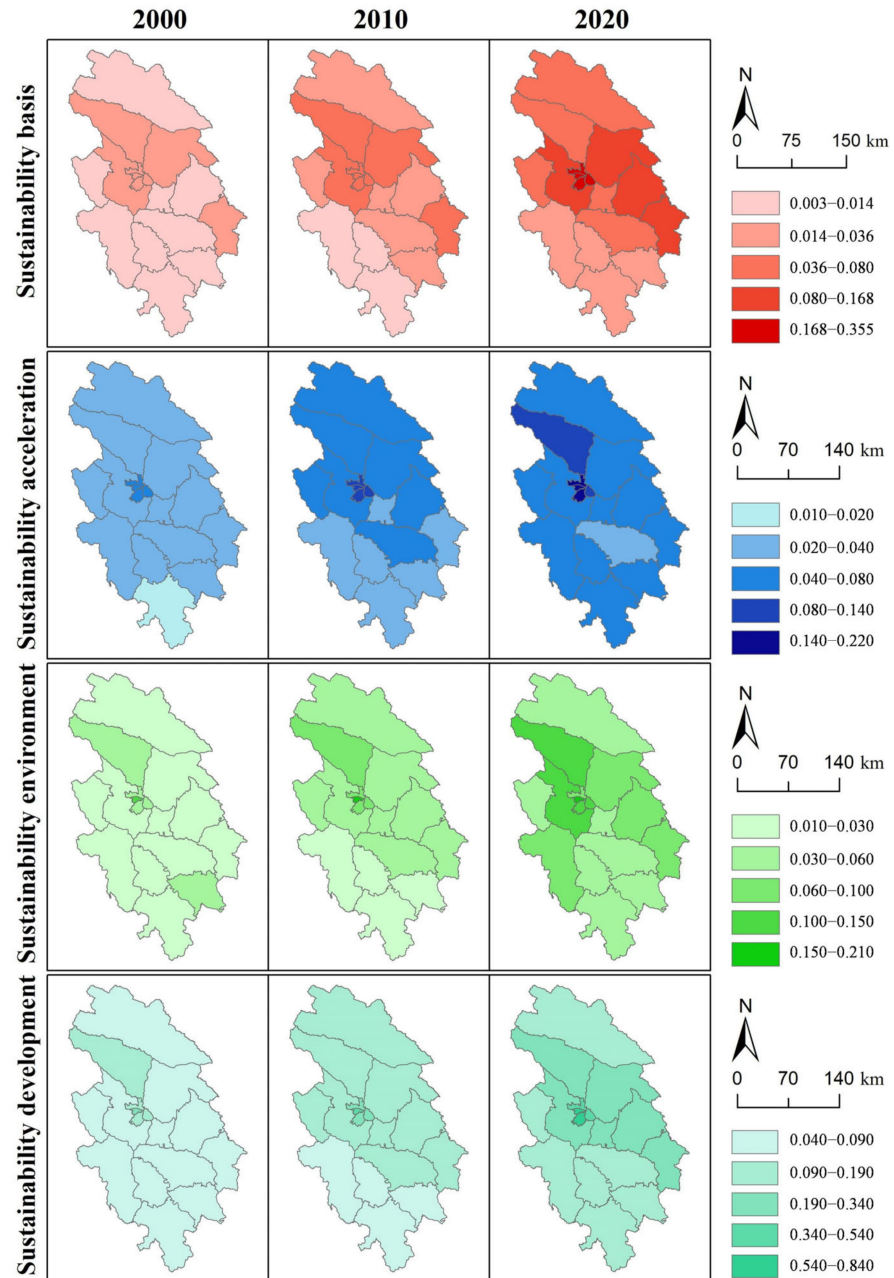 2000 2010 2020
Sustainability basis
N
0 75 150 km
0.003–0.014
0.014–0.036
0.036–0.080
0.080–0.168
0.168–0.355
Sustainability acceleration
N
0 70 140 km
0.010–0.020
0.020–0.040
0.040–0.080
0.080–0.140
0.140–0.220
Sustainability environment
N
0 70 140 km
0.010–0.030
0.030–0.060
0.060–0.100
0.100–0.150
0.150–0.210
Sustainability development
N
0 70 140 km
0.040–0.090
0.090–0.190
0.190–0.340
0.340–0.540
0.540–0.840